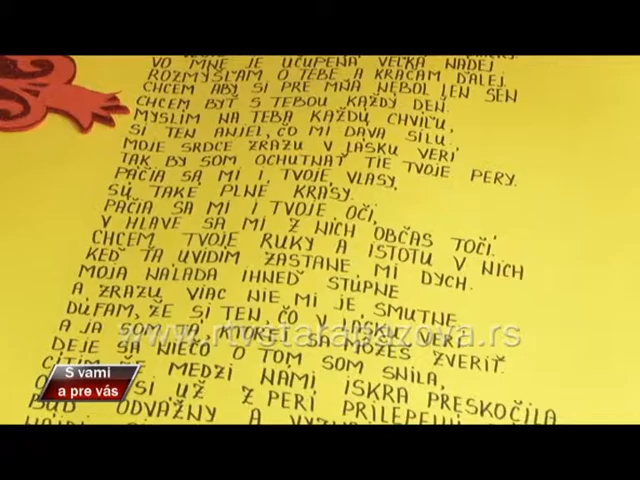 VO MNE JE UČUPENÁ VEĽKÁ NÁDEJ
ROZMÝŠĽAM O TEBE A KRÁČAM ĎALEJ.
CHCEM ABY SI PRE MŇA NEBOL LEN SEN
CHCEM BYŤ S TEBOU KAŽDÝ DEŇ.
MYSLÍM NA TEBA KAŽDÚ CHVÍĽU,
SI TEN ANJEL, ČO MI DÁVA SILU.
MOJE SRDCE ZRAZU V LÁSKU VERÍ
TAK BY SOM OCHUTNAŤ TIE TVOJE PERY.
PÁČIA SA MI I TVOJE VLASY,
SÚ TAKÉ PLNÉ KRÁSY.
PÁČIA SA MI I TVOJE OČI,
V HLAVE SA MI Z NICH OBČAS TOČÍ.
CHCEM TVOJE RUKY A ISTOTU V NICH
KEĎ ŤA UVIDÍM ZASTANE MI DYCH.
MOJA NÁLADA IHNEĎ STÚPNE
A ZRAZU VIAC NIE MI JE SMUTNE.
DÚFAM, ŽE SI TEN, ČO V LÁSKU VERÍ
A JA SOM TÁ, KTOREJ SA MÔŽEŠ ZVERIŤ.
DEJE SA NIEČO O TOM SOM SNILA,
CÍTIM ŽE MEDZI NAMI ISKRA PRESKOČILA
SI UŽ Z PERÍ PRILEPENÚ
BUĎ ODVÁŽNY A
www.rtvstarapazova.rs
S vami
a pre vás